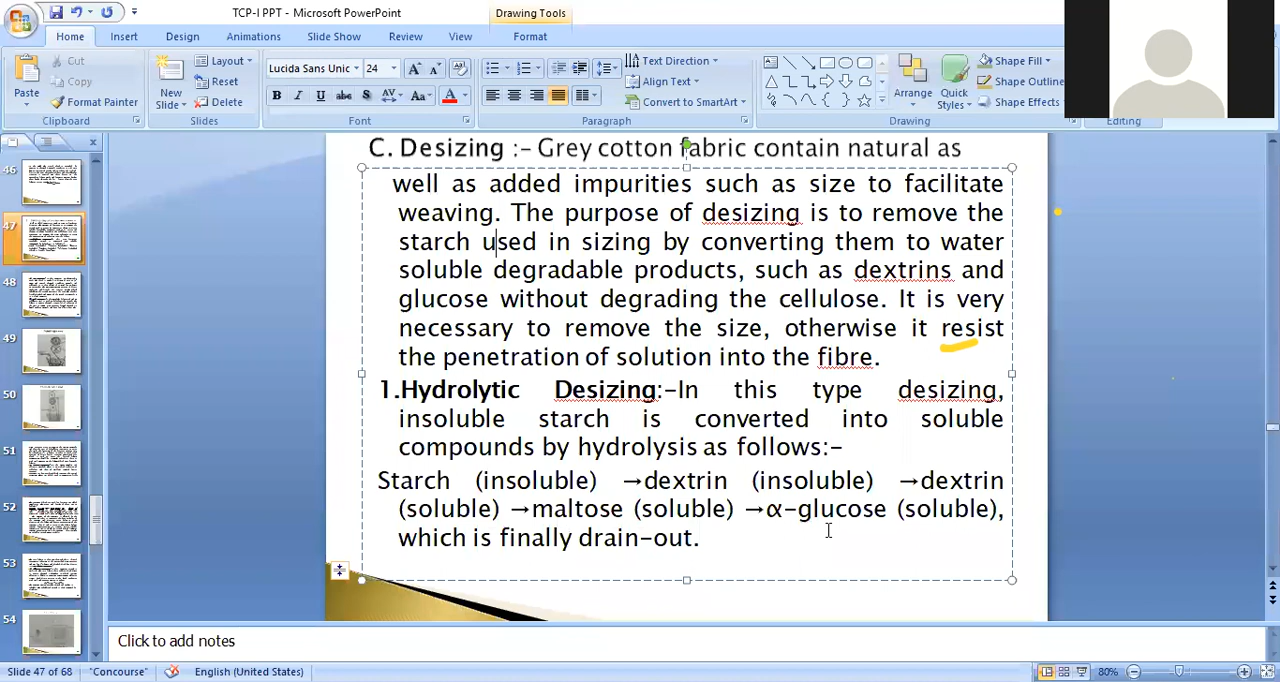 TCP-I PPT - Microsoft PowerPoint
Drawing Tools
Home Insert Design Animations Slide Show Review View Format
Paste
Cut
Copy
Format Painter
Clipboard
New Slide
Layout
Reset
Delete
Slides
Lucida Sans Unic 24
B I U abc S AV Aa A
Font
Paragraph
Text Direction
Align Text
Convert to SmartArt
Arrange
Quick Styles
Shape Fill
Shape Outline
Shape Effects
Drawing
Editing
46
47
48
49
50
51
52
53
54
C. Desizing :- Grey cotton fabric contain natural as
well as added impurities such as size to facilitate
weaving. The purpose of desizing is to remove the
starch used in sizing by converting them to water
soluble degradable products, such as dextrins and
glucose without degrading the cellulose. It is very
necessary to remove the size, otherwise it resist
the penetration of solution into the fibre.
1.Hydrolytic Desizing:-In this type desizing,
insoluble starch is converted into soluble
compounds by hydrolysis as follows:-
Starch (insoluble) →dextrin (insoluble) →dextrin
(soluble) →maltose (soluble) →α-glucose (soluble),
which is finally drain-out.
Click to add notes
Slide 47 of 68 "Concourse" English (United States) 80%